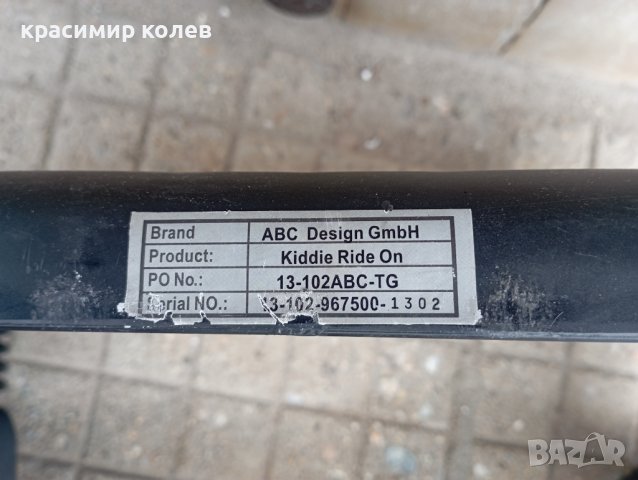 красимир колев
Brand ABC Design GmbH
Product: Kiddie Ride On
PO No.: 13-102ABC-TG
Serial NO.: 13-102-967500-1302
BAZAR